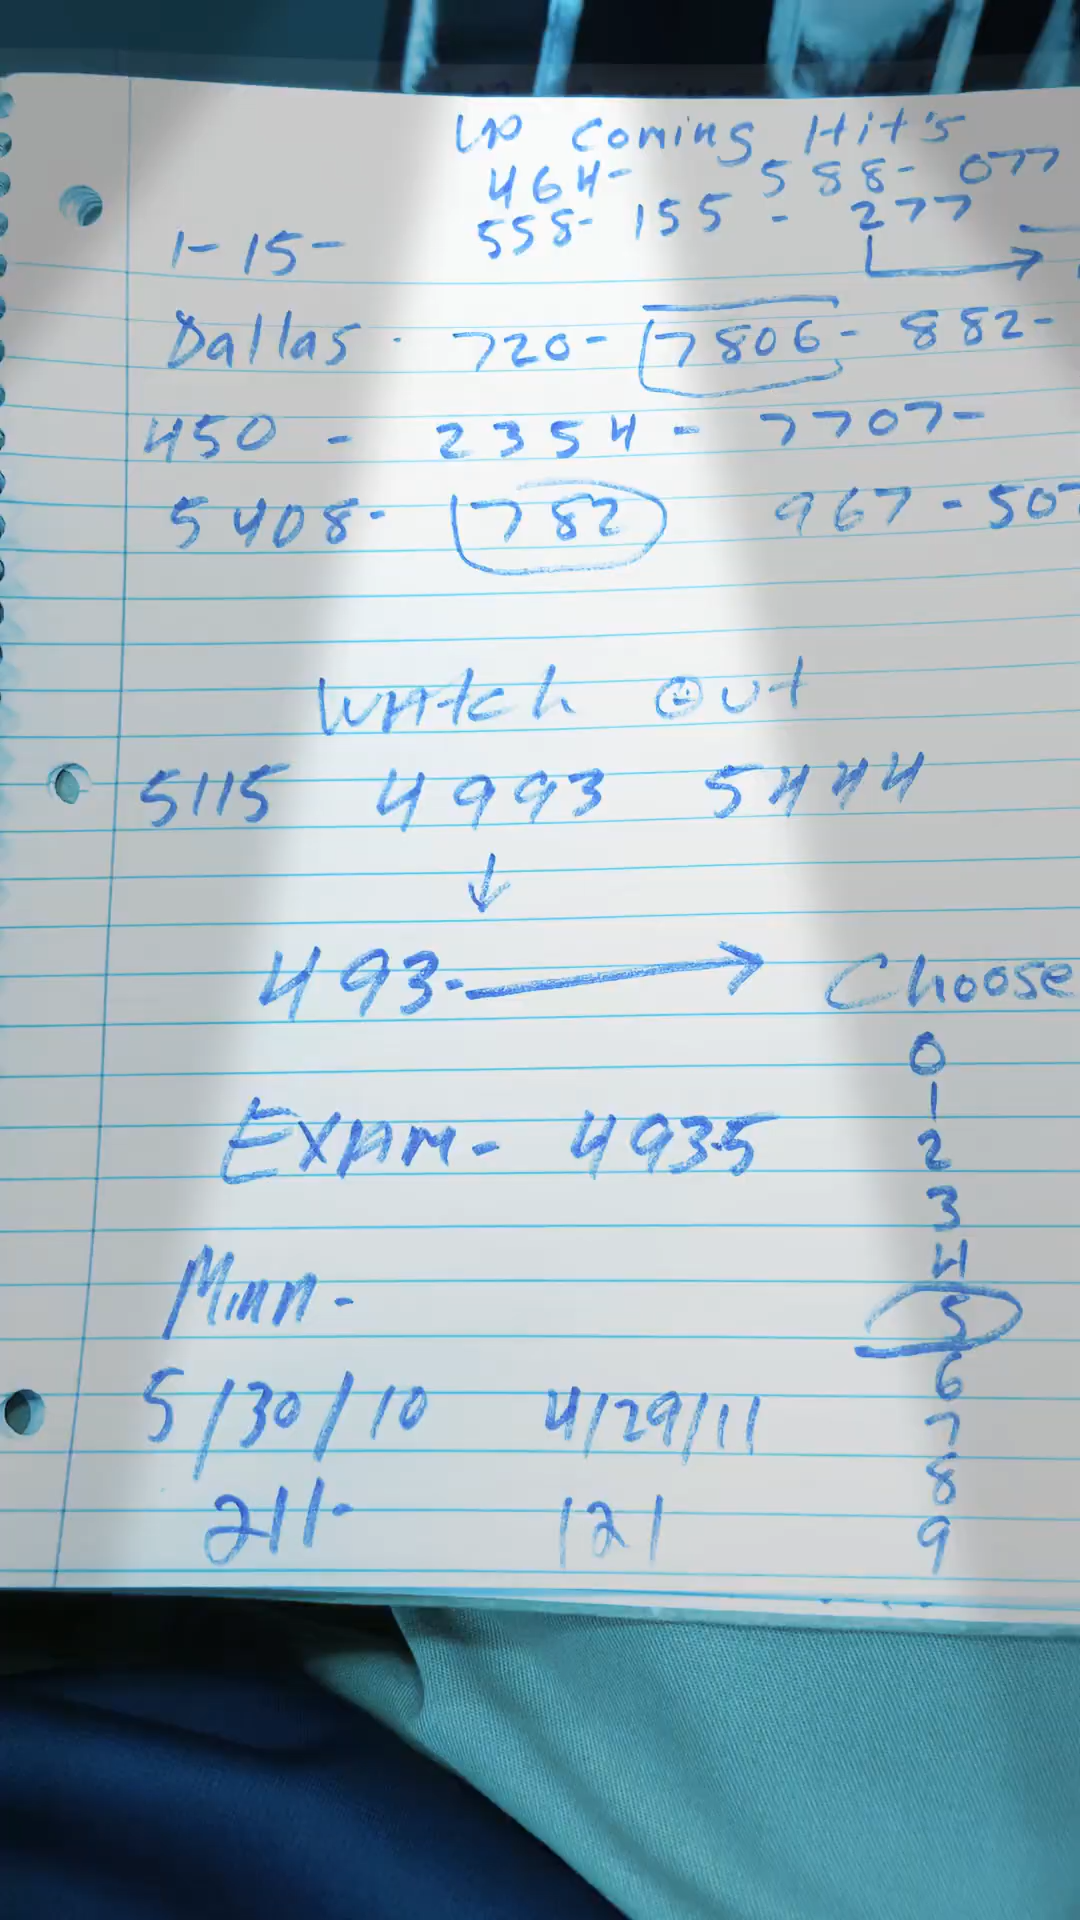 Up Coming Hit's
464- 588- 077
558- 155 - 277
1-15-
Dallas - 720- 7806- 882-
450 - 2354 - 7707-
5408- 782 967 - 507
Watch Out
5115 4993 5444
↓
493- → Choose
0
1
2
Exam- 4935
3
4
Minn-
5
6
5/30/10 4/29/11
7
8
211- 121
9